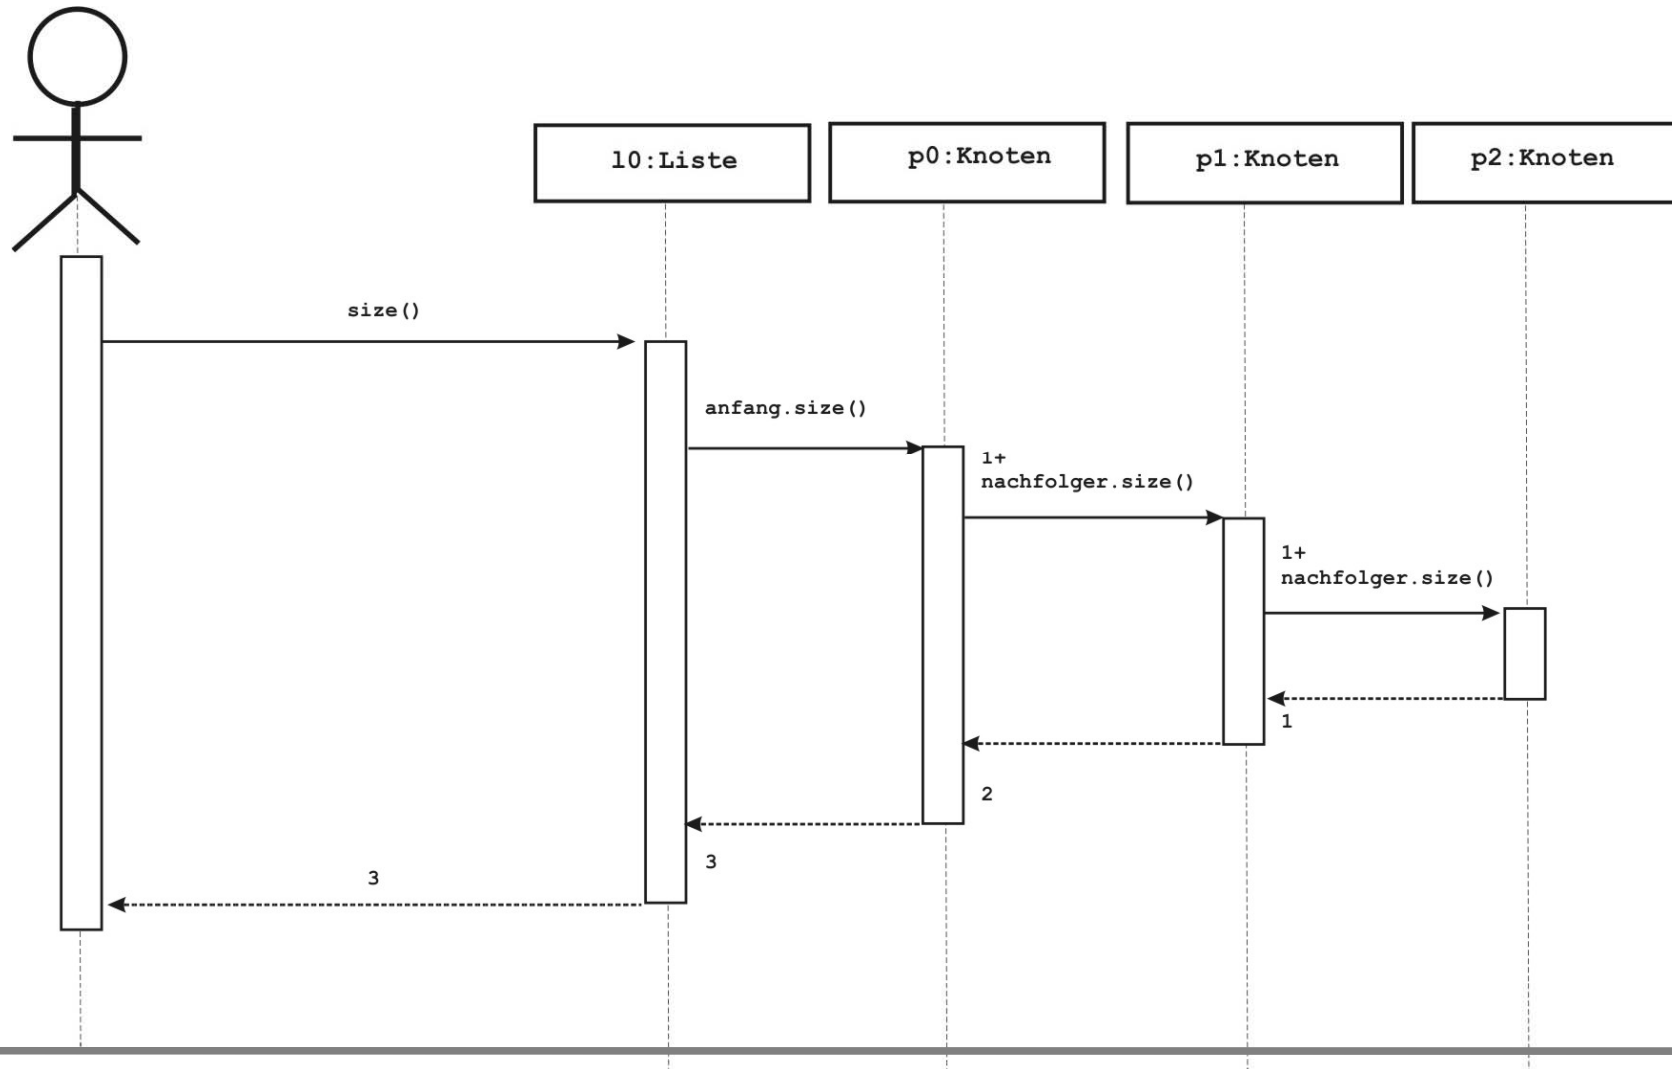 l0:Liste
p0:Knoten
p1:Knoten
p2:Knoten
size()
anfang.size()
1+
nachfolger.size()
1+
nachfolger.size()
1
2
3
3